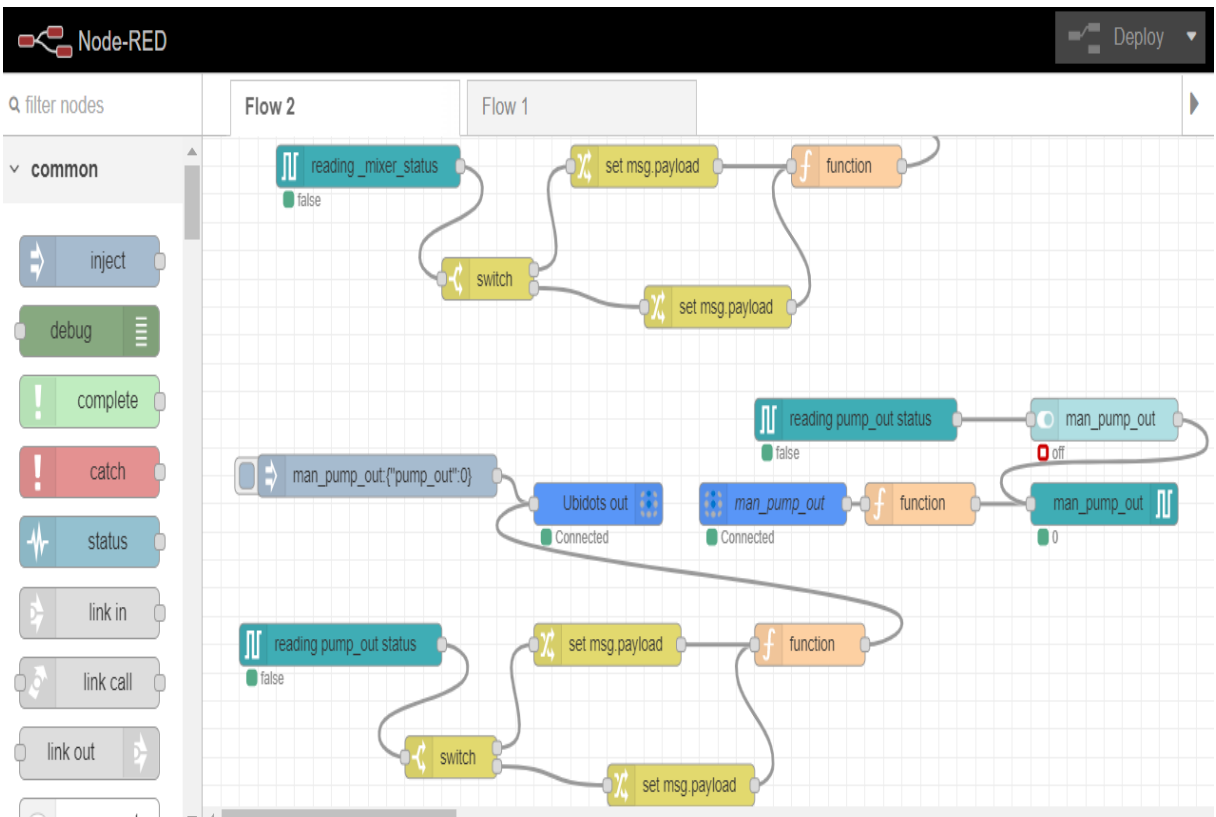 Node-RED
Deploy
filter nodes
Flow 2
Flow 1
common
inject
debug
complete
catch
status
link in
link call
link out
reading _mixer_status
false
set msg.payload
function
switch
set msg.payload
reading pump_out status
false
man_pump_out
off
man_pump_out:{"pump_out":0}
Ubidots out
Connected
man_pump_out
Connected
function
man_pump_out
0
reading pump_out status
false
set msg.payload
function
switch
set msg.payload